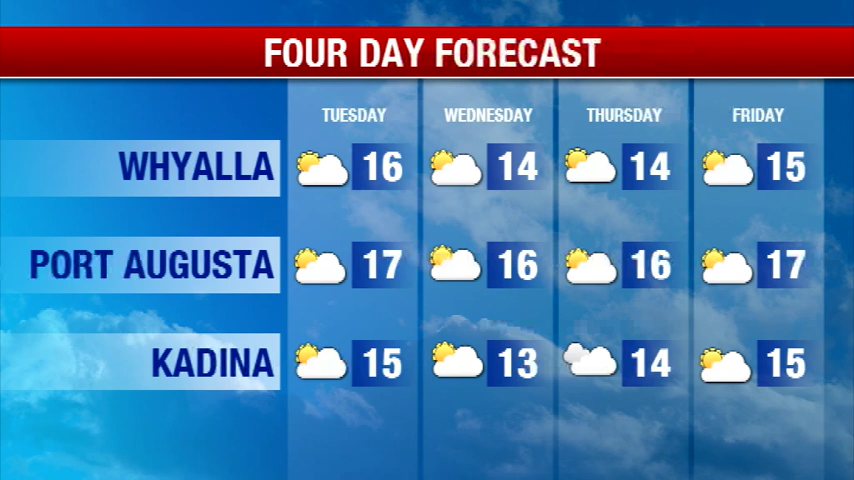 FOUR DAY FORECAST
TUESDAY WEDNESDAY THURSDAY FRIDAY
WHYALLA 16 14 14 15
PORT AUGUSTA 17 16 16 17
KADINA 15 13 14 15